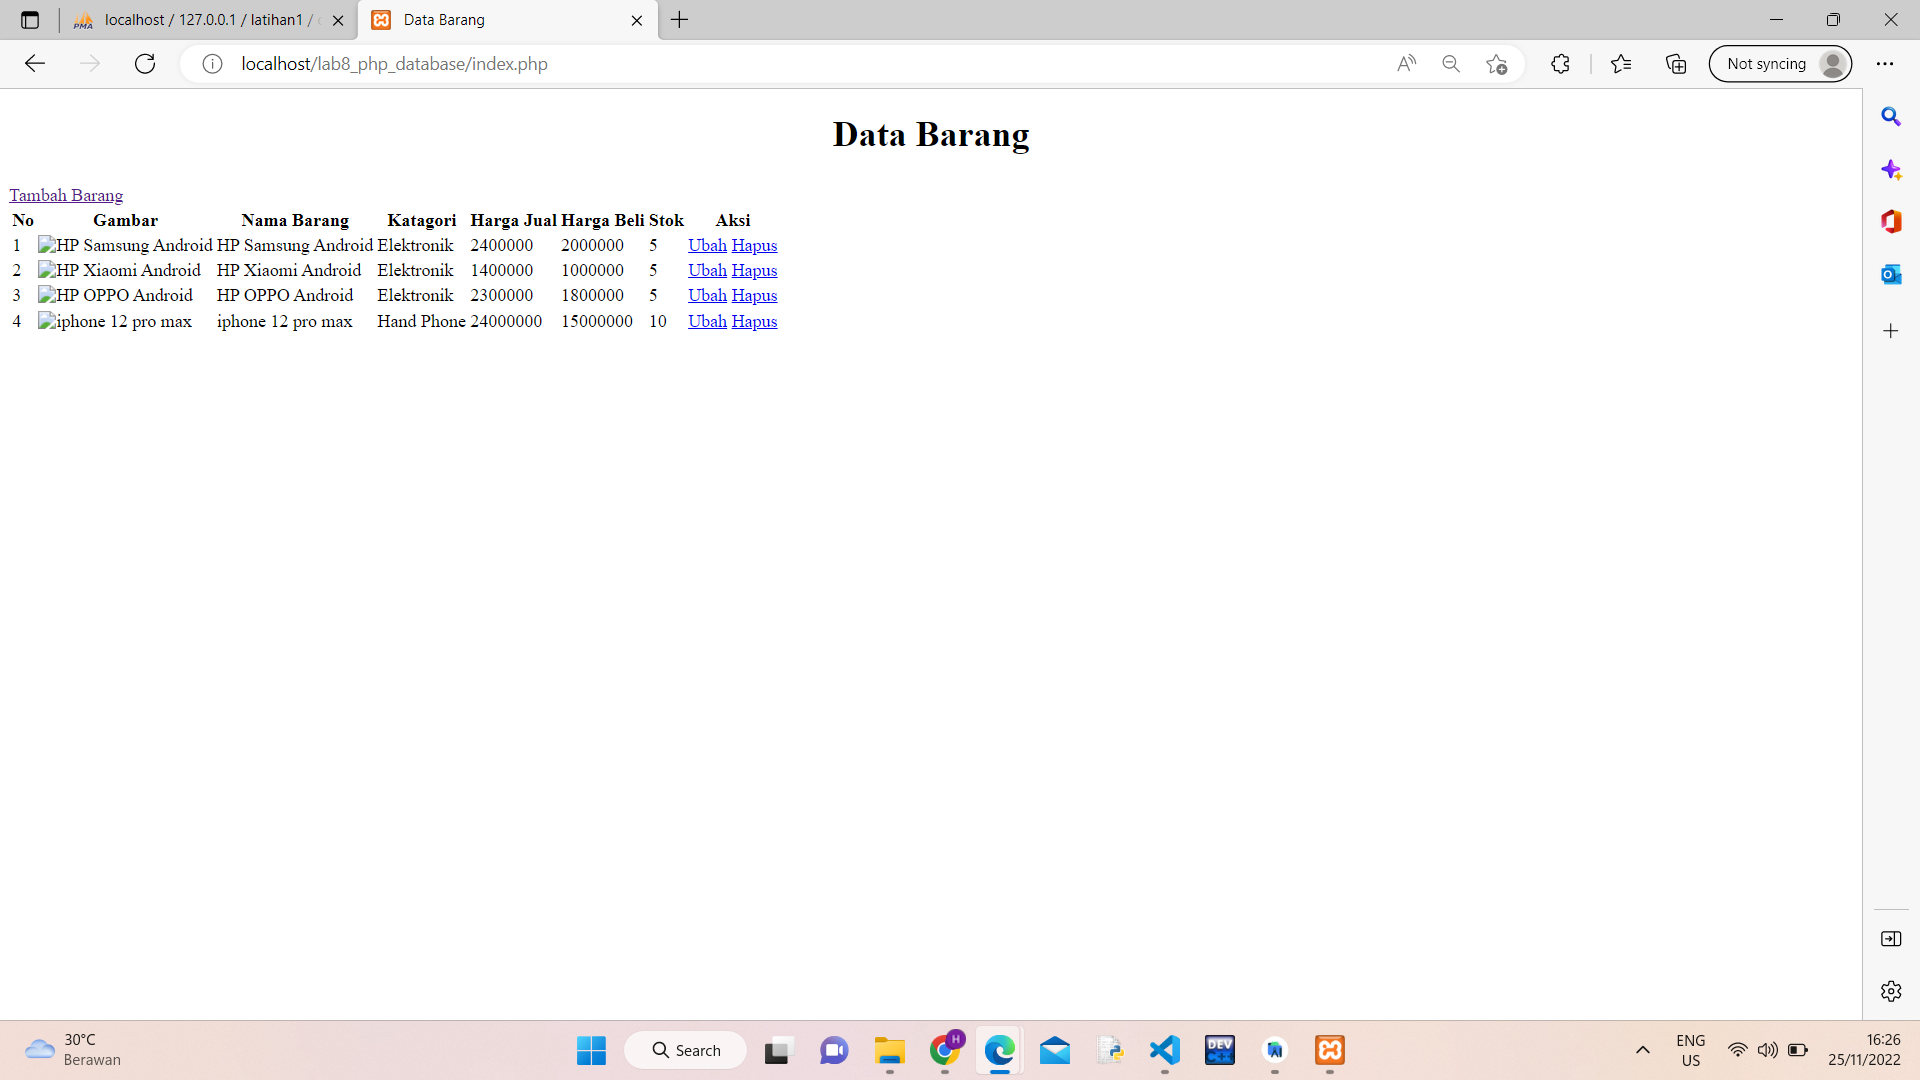 localhost / 127.0.0.1 / latihan1 /
Data Barang
localhost/lab8_php_database/index.php
Not syncing
Data Barang
Tambah Barang
No Gambar Nama Barang Katagori Harga Jual Harga Beli Stok Aksi
1 HP Samsung Android HP Samsung Android Elektronik 2400000 2000000 5 Ubah Hapus
2 HP Xiaomi Android HP Xiaomi Android Elektronik 1400000 1000000 5 Ubah Hapus
3 HP OPPO Android HP OPPO Android Elektronik 2300000 1800000 5 Ubah Hapus
4 iphone 12 pro max iphone 12 pro max Hand Phone 24000000 15000000 10 Ubah Hapus
30°C
Berawan
Search
ENG
US
16:26
25/11/2022